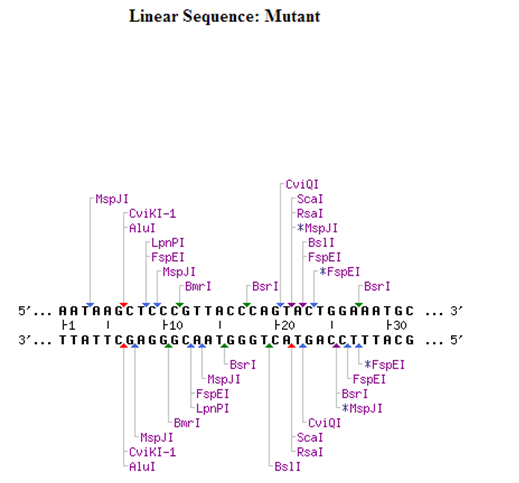 Linear Sequence: Mutant
CviQI
MspJI
ScaI
CviKI-1
RsaI
AluI
*MspJI
LpnPI
BslI
FspEI
FspEI
MspJI
*FspEI
BmrI
BsrI
BsrI
5'... AATAAGCTCCCGTTACCCAGTACTGGAAATGC ... 3'
1 10 20 30
3'... TTATTCGAGGGCAATGGGTCATGACCTTTACG ... 5'
BsrI
*FspEI
MspJI
FspEI
FspEI
BsrI
LpnPI
*MspJI
BmrI
CviQI
MspJI
ScaI
CviKI-1
RsaI
AluI
BslI